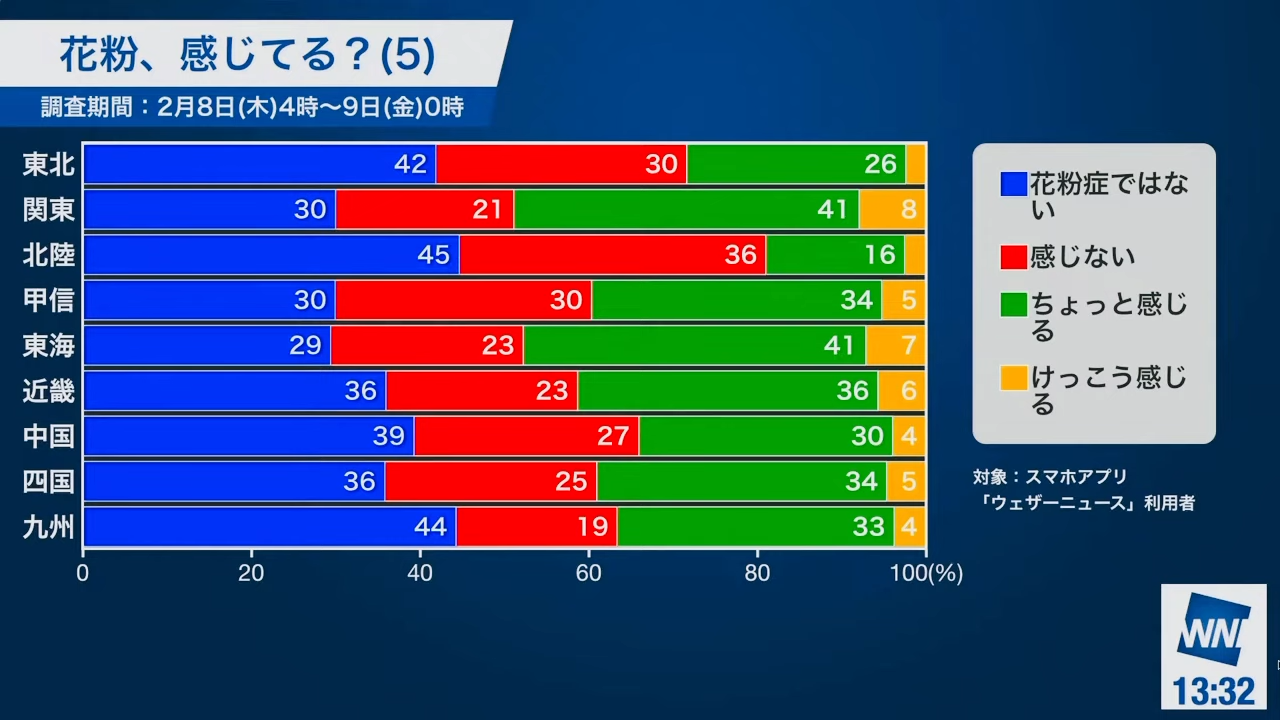 花粉、感じてる？(5)
調査期間：2月8日(木)4時〜9日(金)0時
東北 42 30 26
関東 30 21 41 8
北陸 45 36 16
甲信 30 30 34 5
東海 29 23 41 7
近畿 36 23 36 6
中国 39 27 30 4
四国 36 25 34 5
九州 44 19 33 4
0 20 40 60 80 100(%)
花粉症ではな
い
感じない
ちょっと感じ
る
けっこう感じ
る
対象：スマホアプリ
「ウェザーニュース」利用者
WNI
13:32